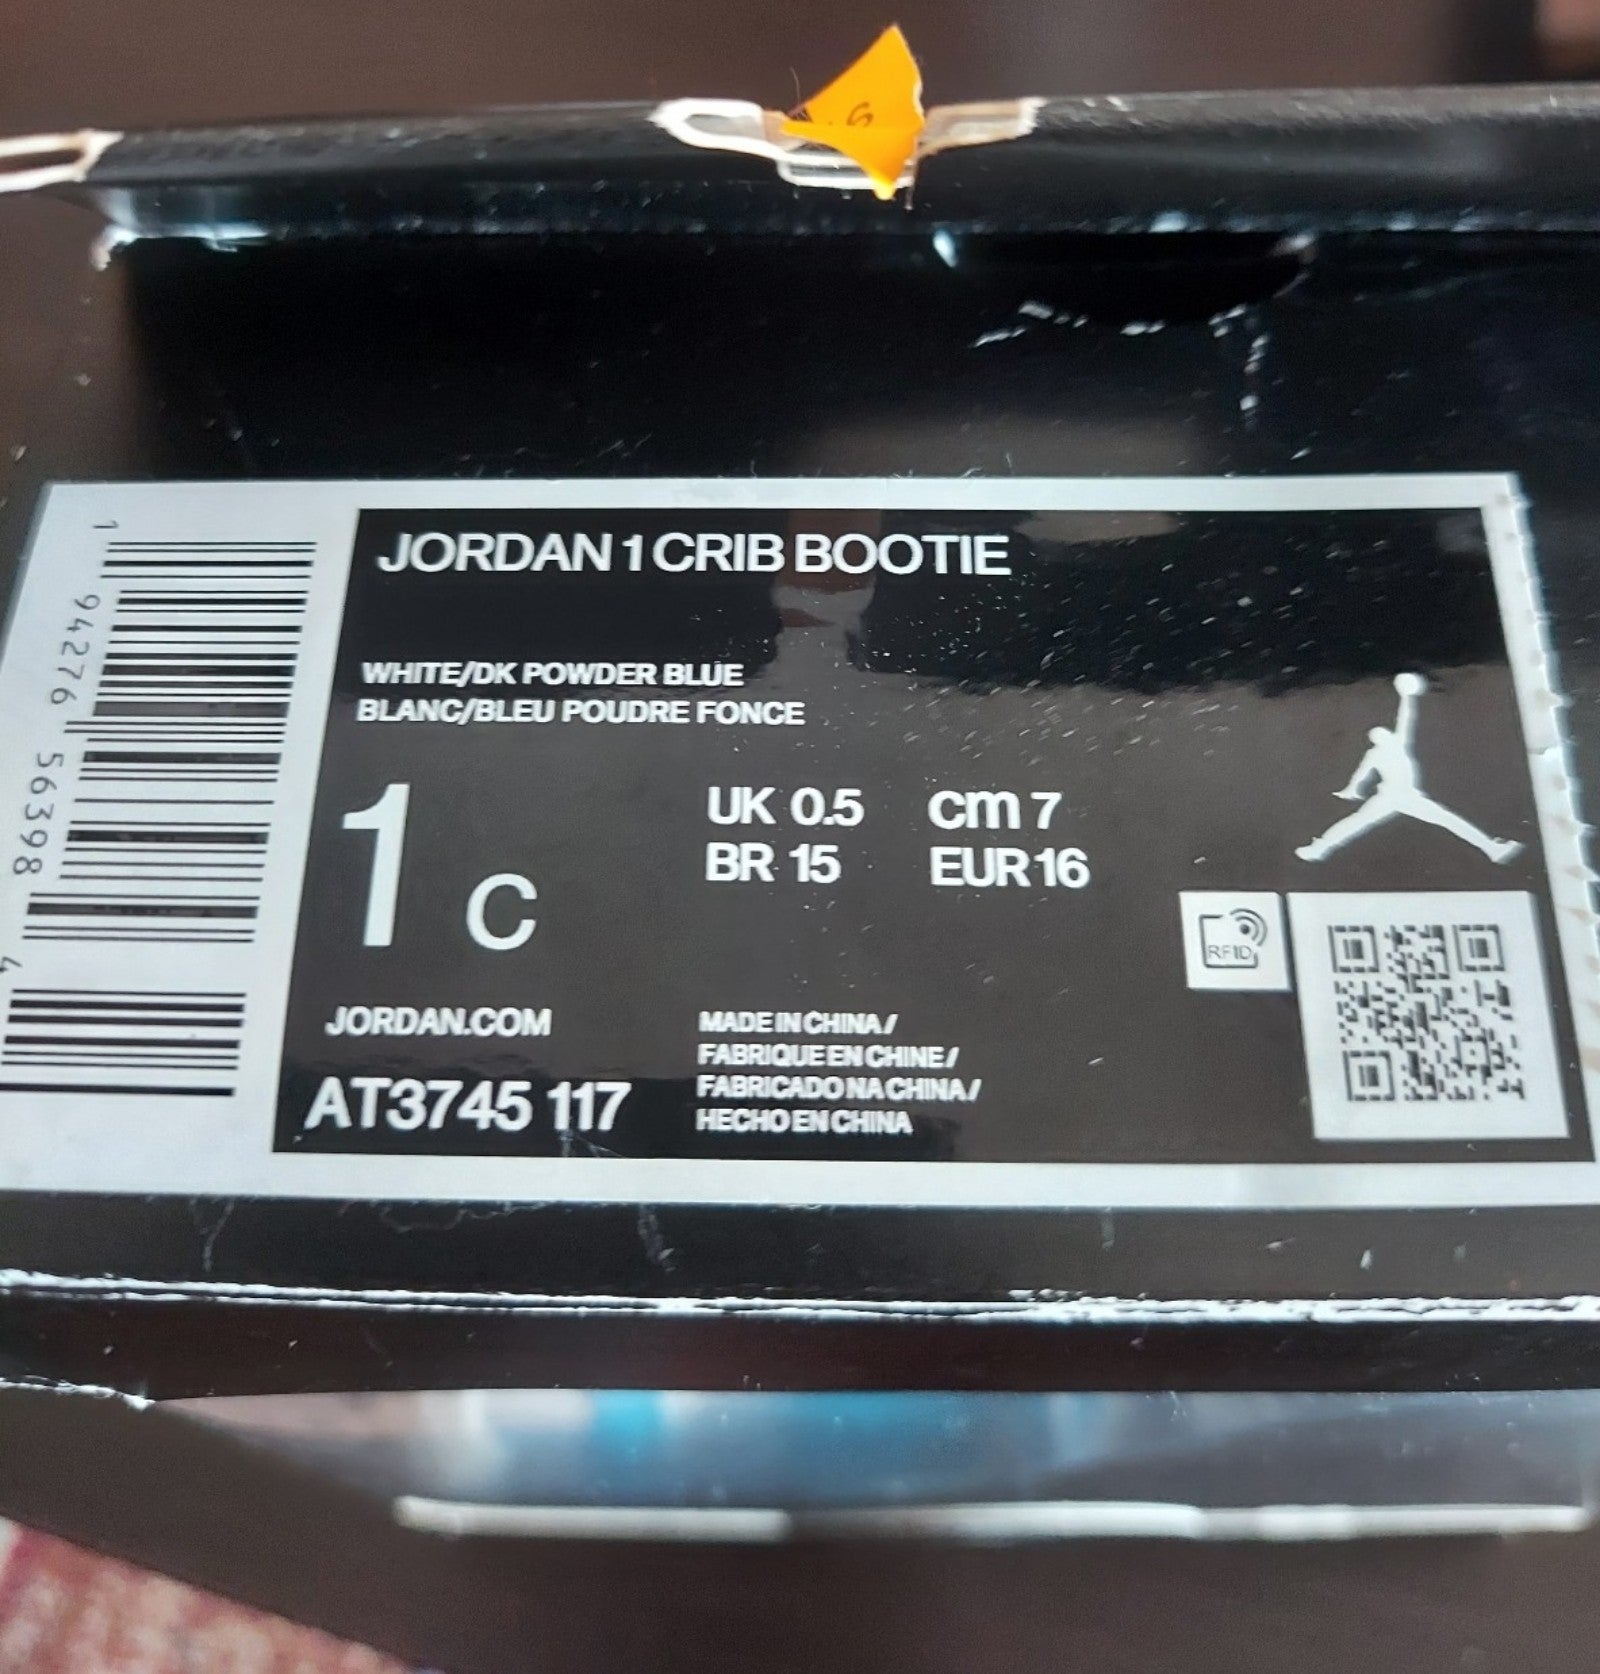 JORDAN 1 CRIB BOOTIE
WHITE/DK POWDER BLUE
BLANC/BLEU POUDRE FONCE
1 C
UK 0.5 cm 7
BR 15 EUR 16
RFID
JORDAN.COM
AT3745 117
MADE IN CHINA /
FABRIQUE EN CHINE /
FABRICADO NA CHINA /
HECHO EN CHINA
1 94276 56398 4